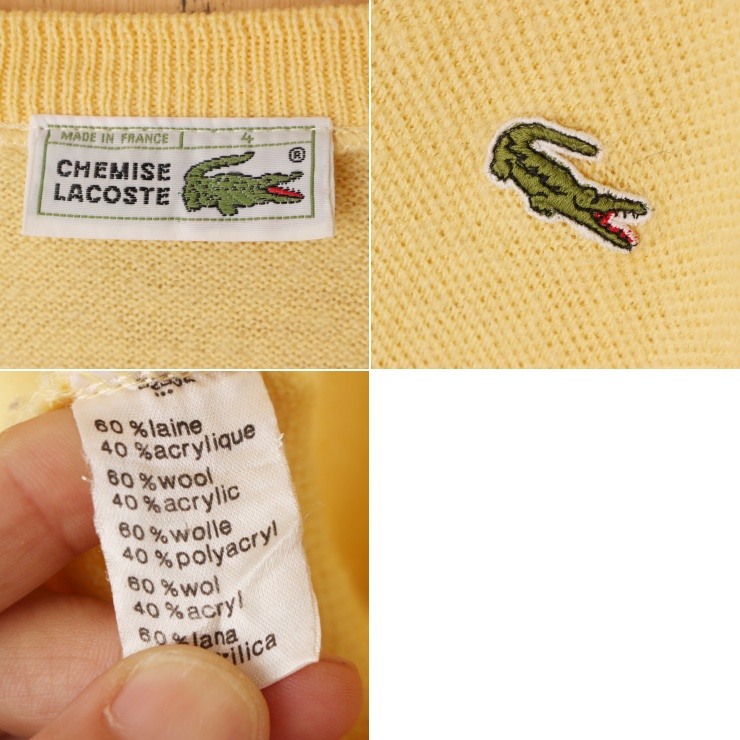 MADE IN FRANCE 4
CHEMISE
LACOSTE
®
60 %laine
40 %acrylique
60 %wool
40 %acrylic
60 %wolle
40 %polyacryl
60 %wol
40 %acryl
60 %lana